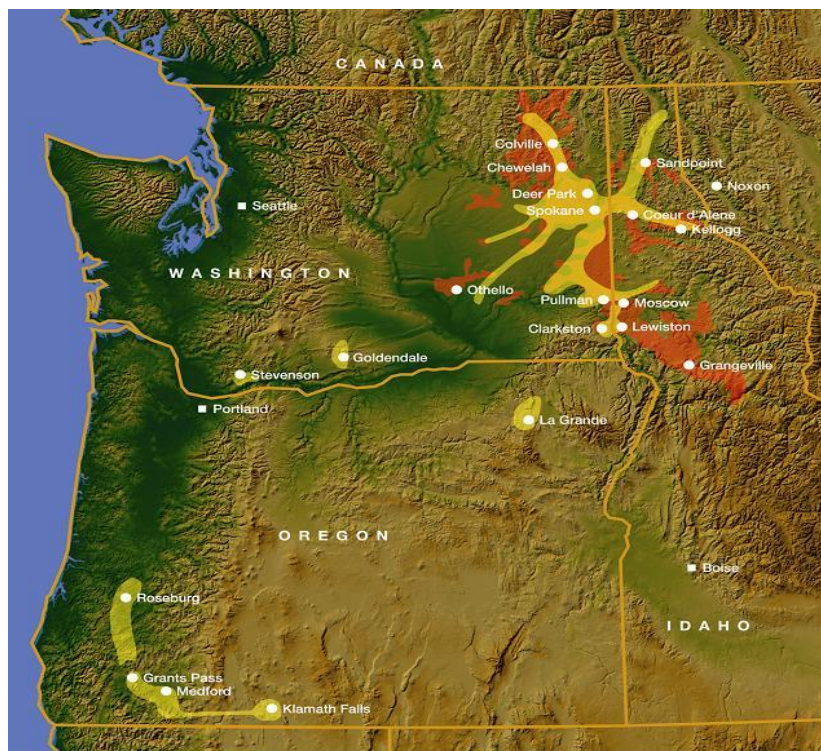 CANADA
Colville
Chewelah
Sandpoint
Noxon
Deer Park
Seattle
Spokane
Coeur d'Alene
Kellogg
WASHINGTON
Othello
Pullman
Moscow
Clarkston
Lewiston
Goldendale
Grangeville
Stevenson
Portland
La Grande
OREGON
Boise
Roseburg
IDAHO
Grants Pass
Medford
Klamath Falls